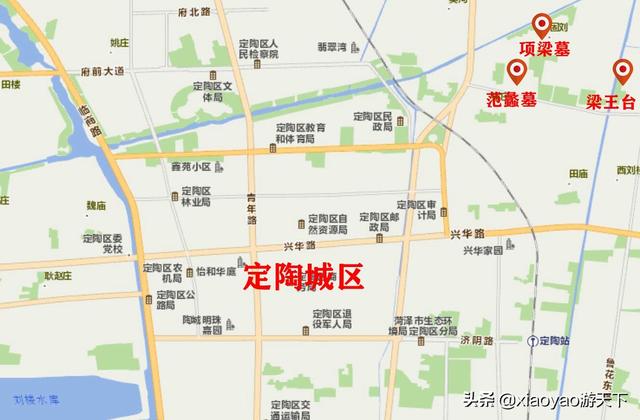 府北路
姚庄
定陶区人
民检察院
翡翠湾
固刘
项梁墓
府前大道
田楼
定陶区文
体局
范蠡墓
梁王台
临商路
定陶区民
政局
定陶区教育
和体育局
鑫苑小区
田庙
西刘楼
定陶区
林业局
青年路
魏庙
定陶区审
计局
定陶区自
然资源局
定陶区邮
政局
兴华路
兴华路
兴华家园
定陶区委
党校
耿赵庄
定陶区农
机局
怡和华庭
定陶城区
定陶区公
路局
陶城明珠
嘉园
定陶区退
役军人局
菏泽市生态环
境局定陶区分局
济阴路
定陶站
鲁花东
刘楼水库
定陶区交
通运输局
头条 @xiaoyao游天下